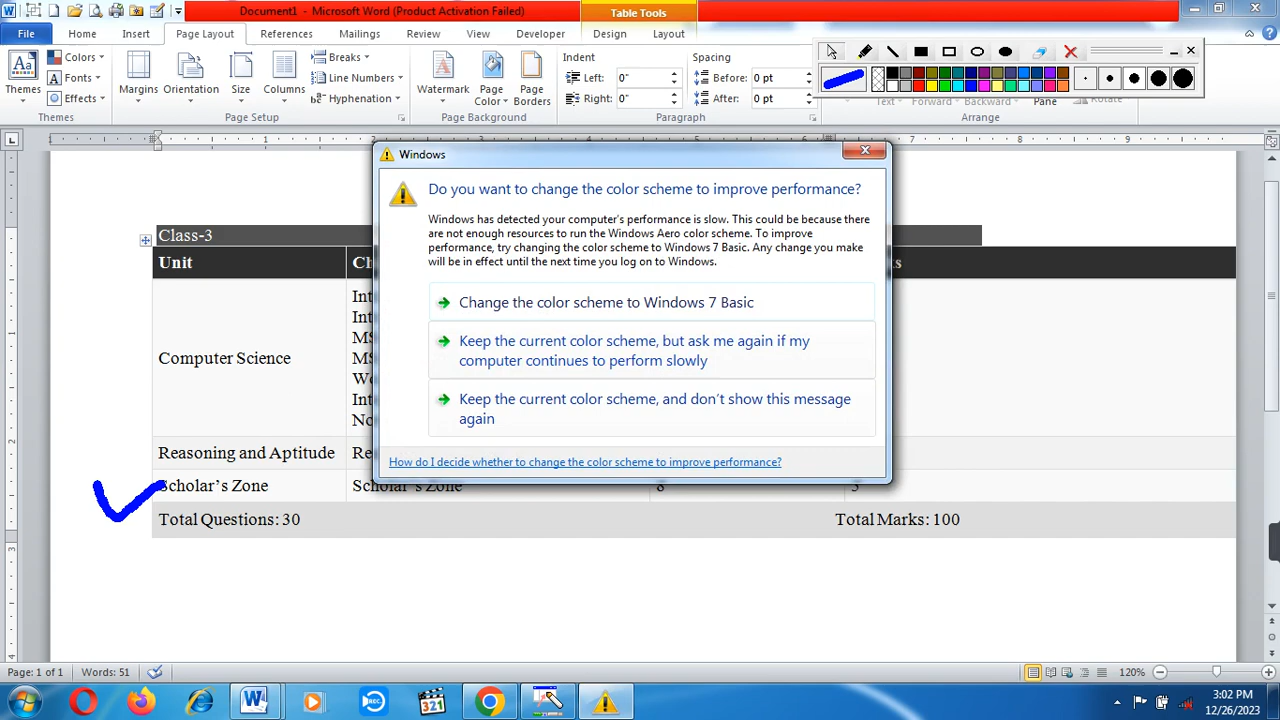 Document1 - Microsoft Word (Product Activation Failed)
Table Tools
File Home Insert Page Layout References Mailings Review View Developer Design Layout
Themes
Colors
Fonts
Effects
Themes
Margins
Orientation
Size
Columns
Breaks
Line Numbers
Hyphenation
Page Setup
Watermark
Page Color
Page Borders
Page Background
Indent
Left: 0"
Right: 0"
Spacing
Before: 0 pt
After: 0 pt
Paragraph
Text
Forward
Backward
Pane
Rotate
Arrange
Windows
Do you want to change the color scheme to improve performance?
Windows has detected your computer's performance is slow. This could be because there
are not enough resources to run the Windows Aero color scheme. To improve
performance, try changing the color scheme to Windows 7 Basic. Any change you make
will be in effect until the next time you log on to Windows.
Change the color scheme to Windows 7 Basic
Keep the current color scheme, but ask me again if my
computer continues to perform slowly
Keep the current color scheme, and don't show this message
again
How do I decide whether to change the color scheme to improve performance?
Class-3
Unit
Computer Science
Reasoning and Aptitude
Scholar's Zone Scholar's Zone 8 5
Total Questions: 30 Total Marks: 100
Page: 1 of 1 Words: 51 120%
321
REC
3:02 PM
12/26/2023